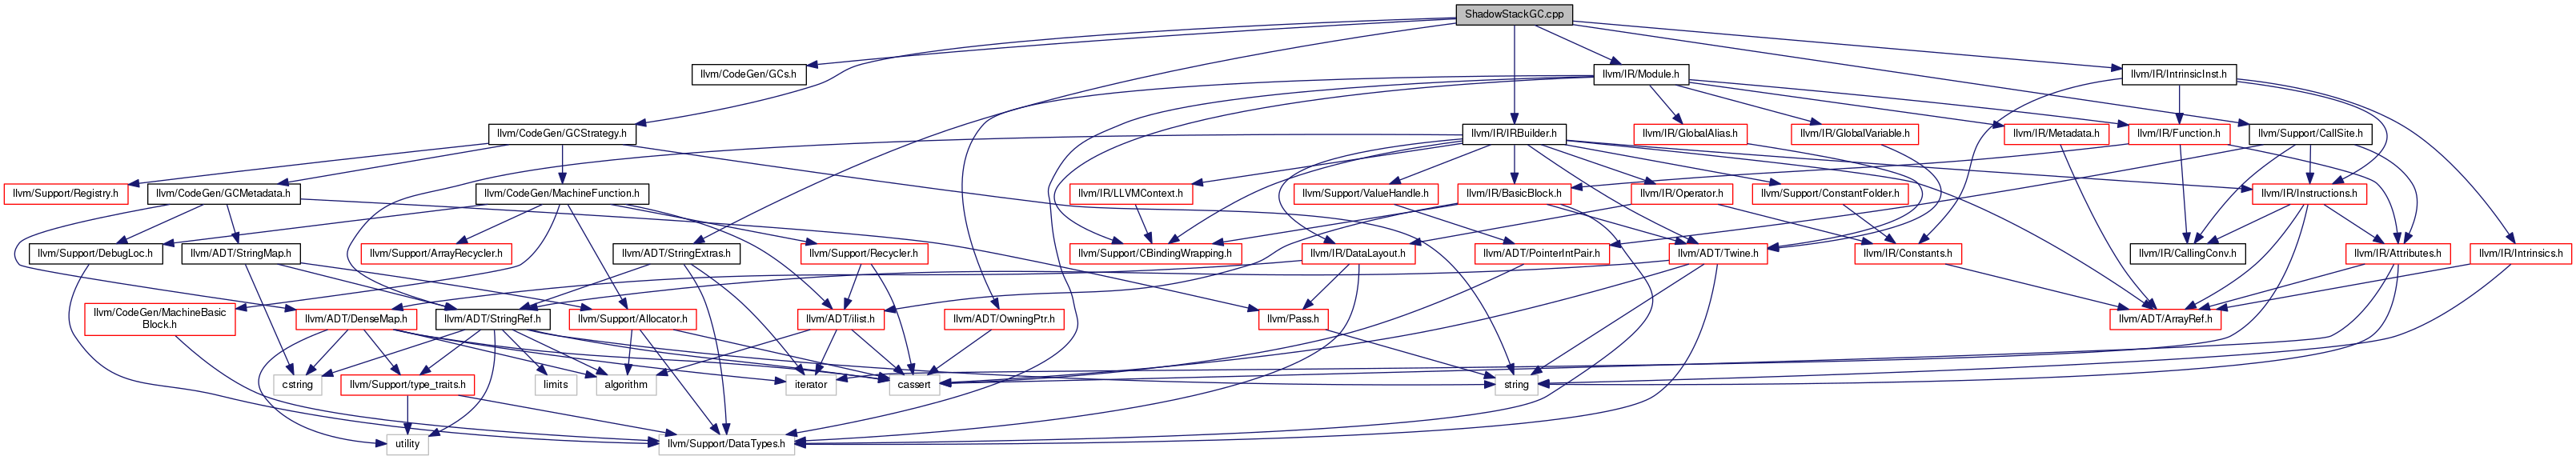 ShadowStackGC.cpp
llvm/CodeGen/GCs.h
llvm/IR/Module.h
llvm/IR/IntrinsicInst.h
llvm/CodeGen/GCStrategy.h
llvm/IR/IRBuilder.h
llvm/IR/GlobalAlias.h
llvm/IR/GlobalVariable.h
llvm/IR/Metadata.h
llvm/IR/Function.h
llvm/Support/CallSite.h
llvm/Support/Registry.h
llvm/CodeGen/GCMetadata.h
llvm/CodeGen/MachineFunction.h
llvm/IR/LLVMContext.h
llvm/Support/ValueHandle.h
llvm/IR/BasicBlock.h
llvm/IR/Operator.h
llvm/Support/ConstantFolder.h
llvm/IR/Instructions.h
llvm/Support/DebugLoc.h
llvm/ADT/StringMap.h
llvm/Support/ArrayRecycler.h
llvm/ADT/StringExtras.h
llvm/Support/Recycler.h
llvm/Support/CBindingWrapping.h
llvm/IR/DataLayout.h
llvm/ADT/PointerIntPair.h
llvm/ADT/Twine.h
llvm/IR/Constants.h
llvm/IR/CallingConv.h
llvm/IR/Attributes.h
llvm/IR/Intrinsics.h
llvm/CodeGen/MachineBasic
Block.h
llvm/ADT/DenseMap.h
llvm/ADT/StringRef.h
llvm/Support/Allocator.h
llvm/ADT/ilist.h
llvm/ADT/OwningPtr.h
llvm/Pass.h
llvm/ADT/ArrayRef.h
cstring
llvm/Support/type_traits.h
limits
algorithm
iterator
cassert
string
utility
llvm/Support/DataTypes.h